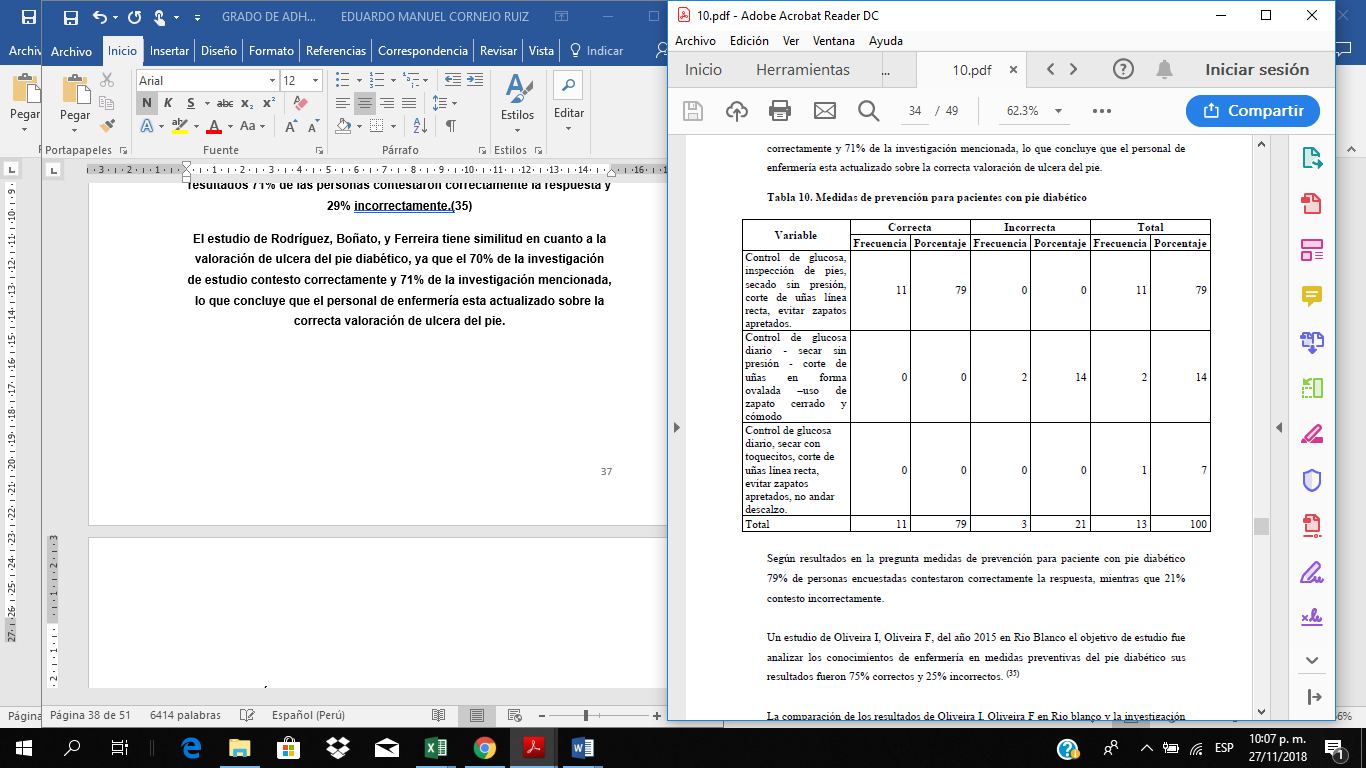 GRADO DE ADH...
EDUARDO MANUEL CORNEJO RUIZ
Archiv
Archivo
Inicio
Insertar
Diseño
Formato
Referencias
Correspondencia
Revisar
Vista
Indicar
Pegar
Pegar
Arial
12
N K S abc x₂ x²
Aa
Estilos
Editar
Portapapeles
Fuente
Párrafo
Estilos
resultados 71% de las personas contestaron correctamente la respuesta y
29% incorrectamente.(35)
El estudio de Rodríguez, Boñato, y Ferreira tiene similitud en cuanto a la
valoración de ulcera del pie diabético, ya que el 70% de la investigación
de estudio contesto correctamente y 71% de la investigación mencionada,
lo que concluye que el personal de enfermería esta actualizado sobre la
correcta valoración de ulcera del pie.
37
Página
Página 38 de 51
6414 palabras
Español (Perú)
10.pdf - Adobe Acrobat Reader DC
Archivo Edición Ver Ventana Ayuda
Inicio
Herramientas
...
10.pdf
Iniciar sesión
34 / 49
62.3%
Compartir
correctamente y 71% de la investigación mencionada, lo que concluye que el personal de
enfermería esta actualizado sobre la correcta valoración de ulcera del pie.
Tabla 10. Medidas de prevención para pacientes con pie diabético
Variable Correcta Incorrecta Total
Frecuencia Porcentaje Frecuencia Porcentaje Frecuencia Porcentaje
Control de glucosa,
inspección de pies,
secado sin presión,
corte de uñas línea
recta, evitar zapatos
apretados.
11 79 0 0 11 79
Control de glucosa
diario - secar sin
presión - corte de
uñas en forma
ovalada –uso de
zapato cerrado y
cómodo
0 0 2 14 2 14
Control de glucosa
diario, secar con
toquecitos, corte de
uñas línea recta,
evitar zapatos
apretados, no andar
descalzo.
0 0 0 0 1 7
Total 11 79 3 21 13 100
Según resultados en la pregunta medidas de prevención para paciente con pie diabético
79% de personas encuestadas contestaron correctamente la respuesta, mientras que 21%
contesto incorrectamente.
Un estudio de Oliveira I, Oliveira F, del año 2015 en Rio Blanco el objetivo de estudio fue
analizar los conocimientos de enfermería en medidas preventivas del pie diabético sus
resultados fueron 75% correctos y 25% incorrectos. (35)
La comparación de los resultados de Oliveira I, Oliveira F en Rio blanço y la investigación
6%
ESP
10:07 p. m.
27/11/2018
1